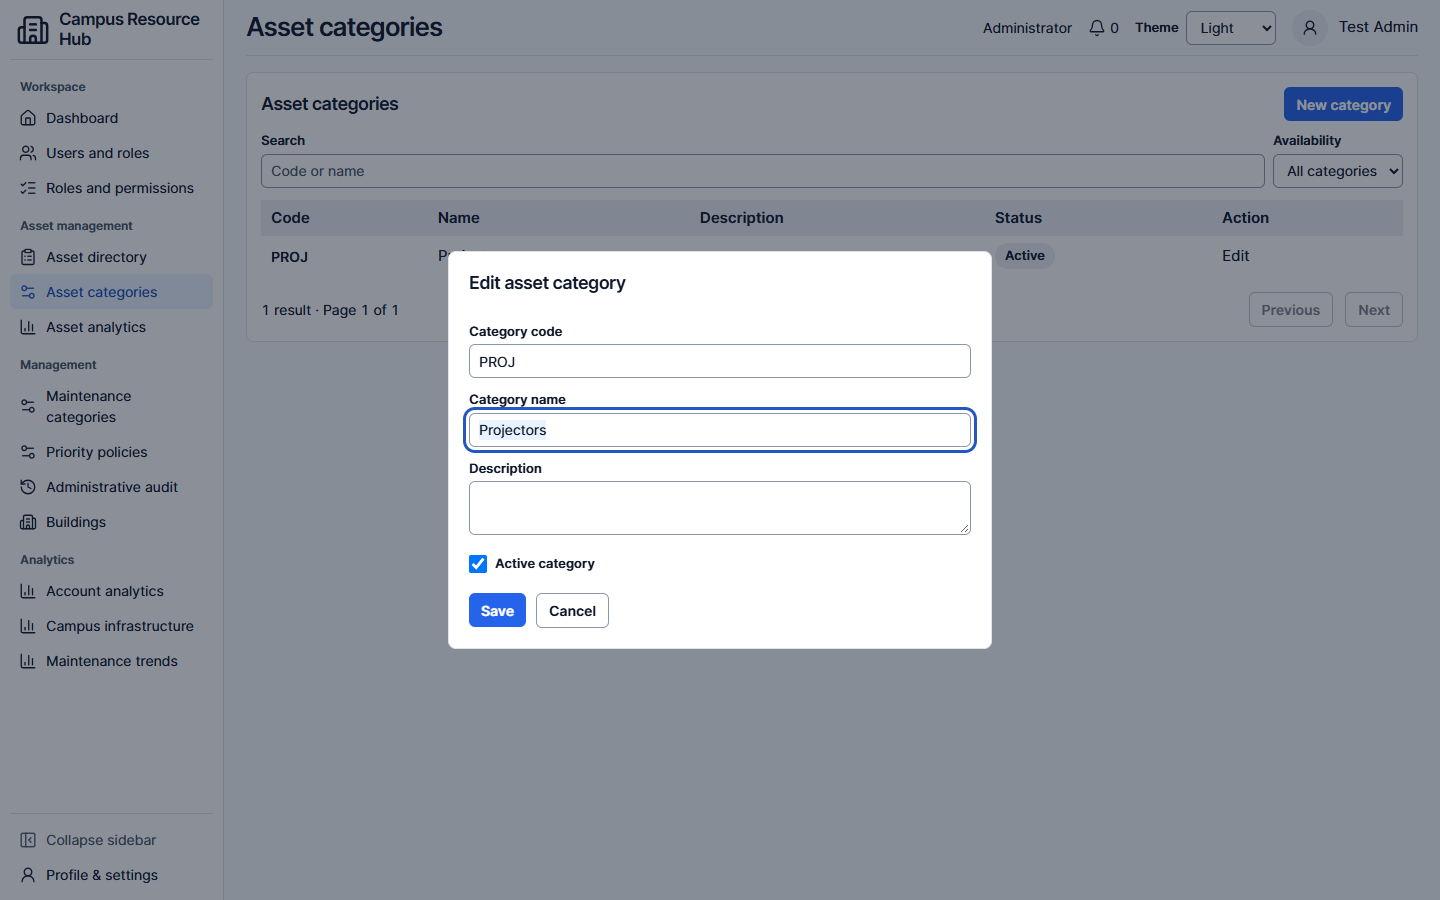 Campus Resource
Hub
Workspace
Dashboard
Users and roles
Roles and permissions
Asset management
Asset directory
Asset categories
Asset analytics
Management
Maintenance
categories
Priority policies
Administrative audit
Buildings
Analytics
Account analytics
Campus infrastructure
Maintenance trends
Collapse sidebar
Profile & settings
Asset categories
Administrator 0 Theme Light Test Admin
Asset categories New category
Search Availability
Code or name All categories
Code Name Description Status Action
PROJ Active Edit
1 result · Page 1 of 1 Previous Next
Edit asset category
Category code
PROJ
Category name
Projectors
Description
Active category
Save Cancel